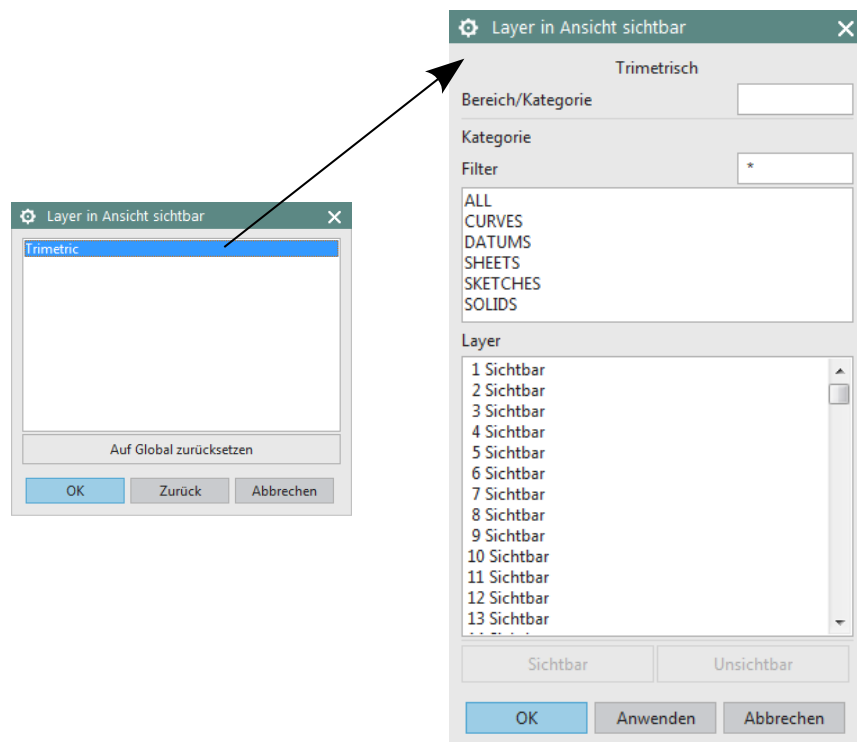 Layer in Ansicht sichtbar
Trimetric
Auf Global zurücksetzen
OK Zurück Abbrechen
Layer in Ansicht sichtbar
Trimetrisch
Bereich/Kategorie
Kategorie
Filter *
ALL
CURVES
DATUMS
SHEETS
SKETCHES
SOLIDS
Layer
1 Sichtbar
2 Sichtbar
3 Sichtbar
4 Sichtbar
5 Sichtbar
6 Sichtbar
7 Sichtbar
8 Sichtbar
9 Sichtbar
10 Sichtbar
11 Sichtbar
12 Sichtbar
13 Sichtbar
Sichtbar Unsichtbar
OK Anwenden Abbrechen